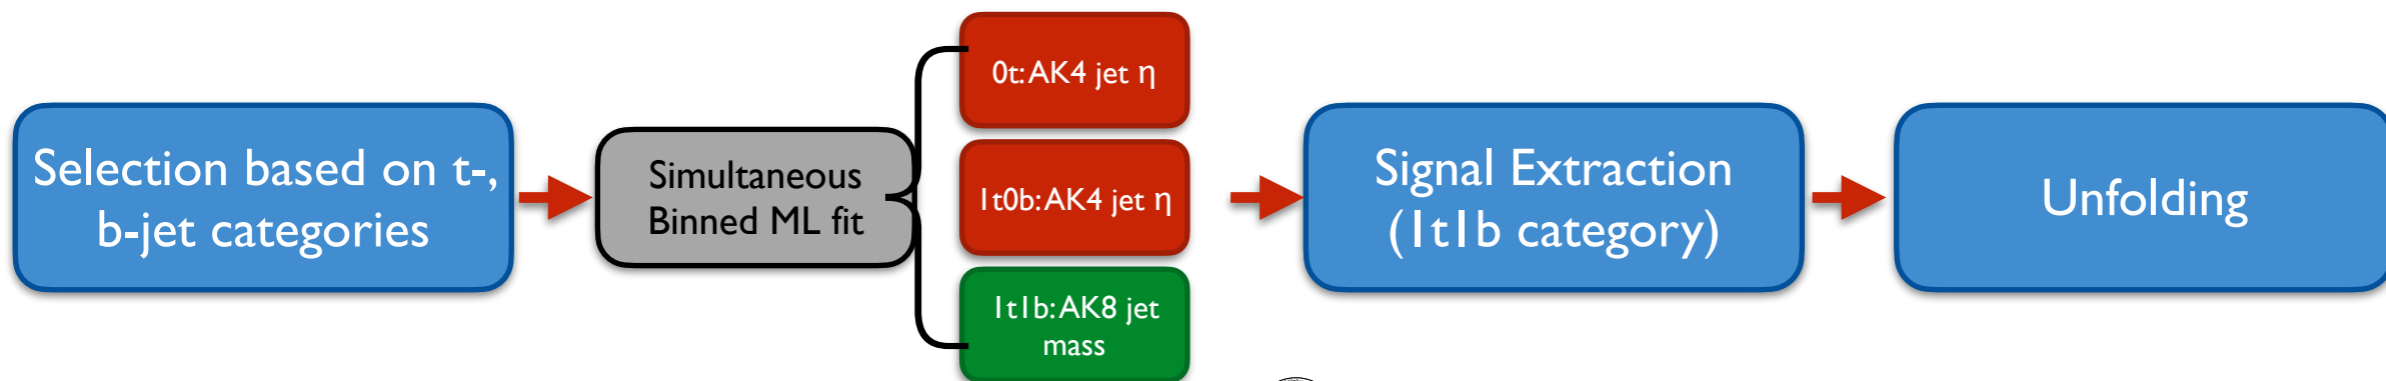 Selection based on t-,
b-jet categories
Simultaneous
Binned ML fit
0t: AK4 jet η
1t0b: AK4 jet η
1t1b: AK8 jet
mass
Signal Extraction
(1t1b category)
Unfolding